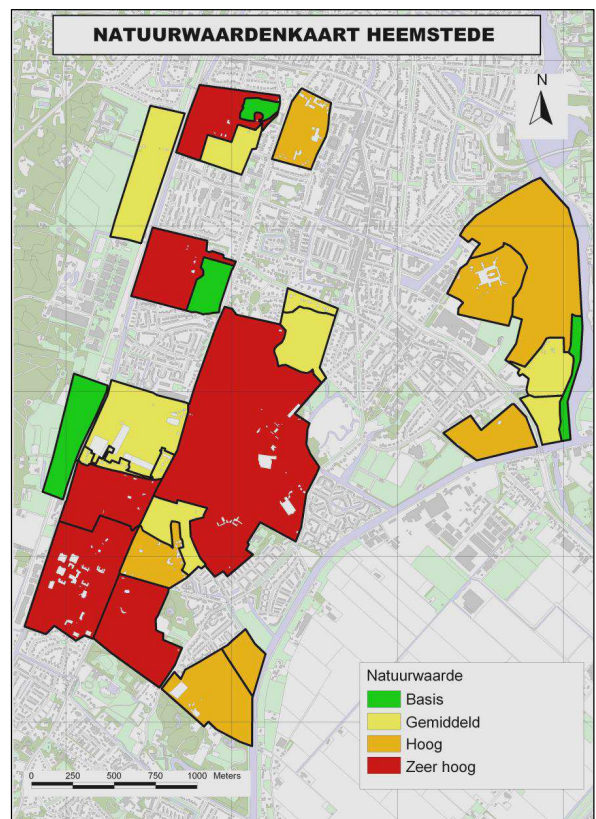 NATUURWAARDENKAART HEEMSTEDE
N
Natuurwaarde
Basis
Gemiddeld
Hoog
Zeer hoog
0 250 500 750 1000 Meters